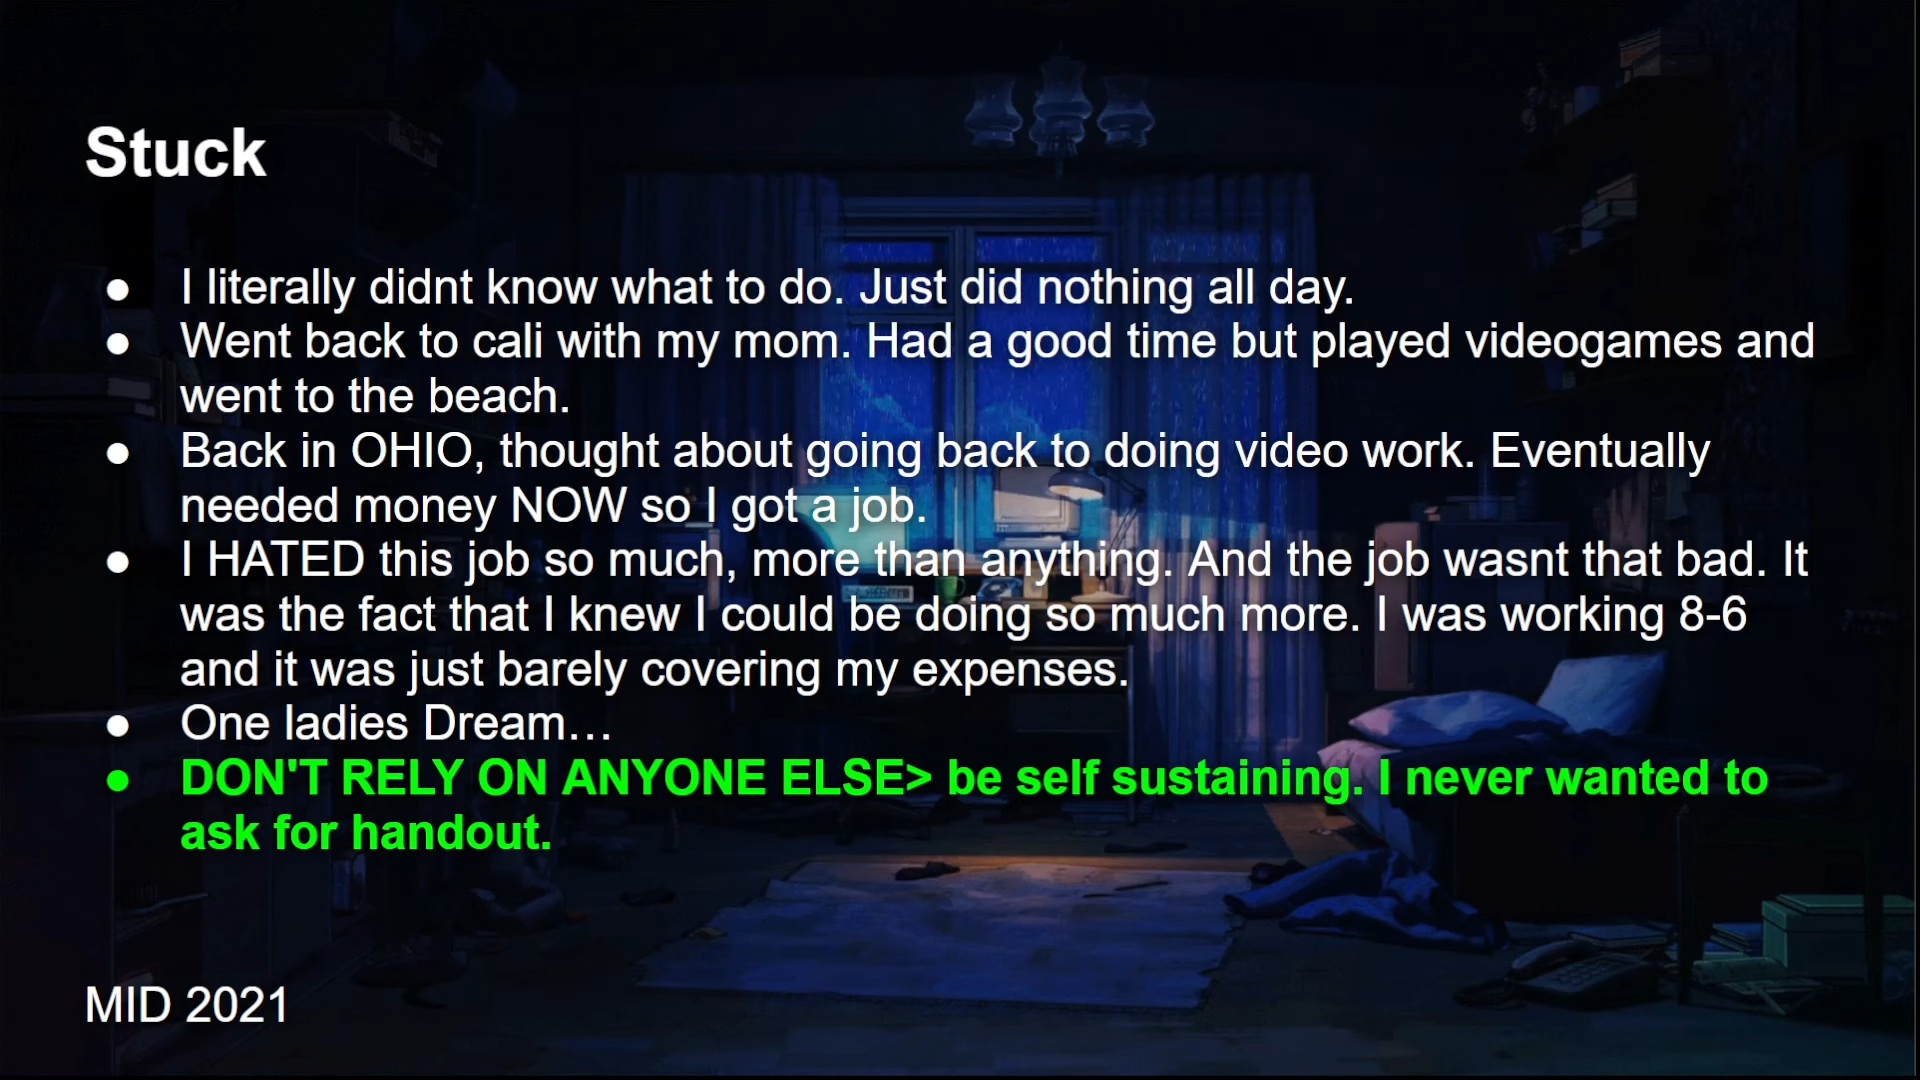 Stuck
● I literally didnt know what to do. Just did nothing all day.
● Went back to cali with my mom. Had a good time but played videogames and
went to the beach.
● Back in OHIO, thought about going back to doing video work. Eventually
needed money NOW so I got a job.
● I HATED this job so much, more than anything. And the job wasnt that bad. It
was the fact that I knew I could be doing so much more. I was working 8-6
and it was just barely covering my expenses.
● One ladies Dream…
● DON'T RELY ON ANYONE ELSE> be self sustaining. I never wanted to
ask for handout.
MID 2021